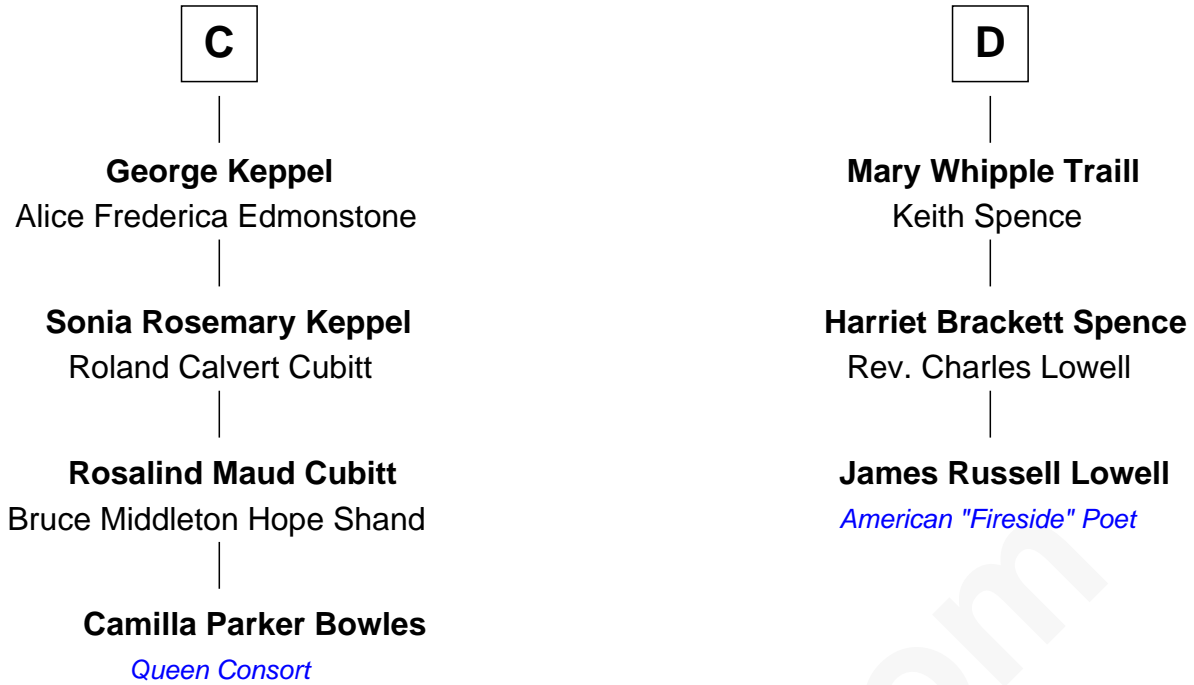 C
George Keppel
Alice Frederica Edmonstone
Sonia Rosemary Keppel
Roland Calvert Cubitt
Rosalind Maud Cubitt
Bruce Middleton Hope Shand
Camilla Parker Bowles
Queen Consort
D
Mary Whipple Traill
Keith Spence
Harriet Brackett Spence
Rev. Charles Lowell
James Russell Lowell
American "Fireside" Poet
om